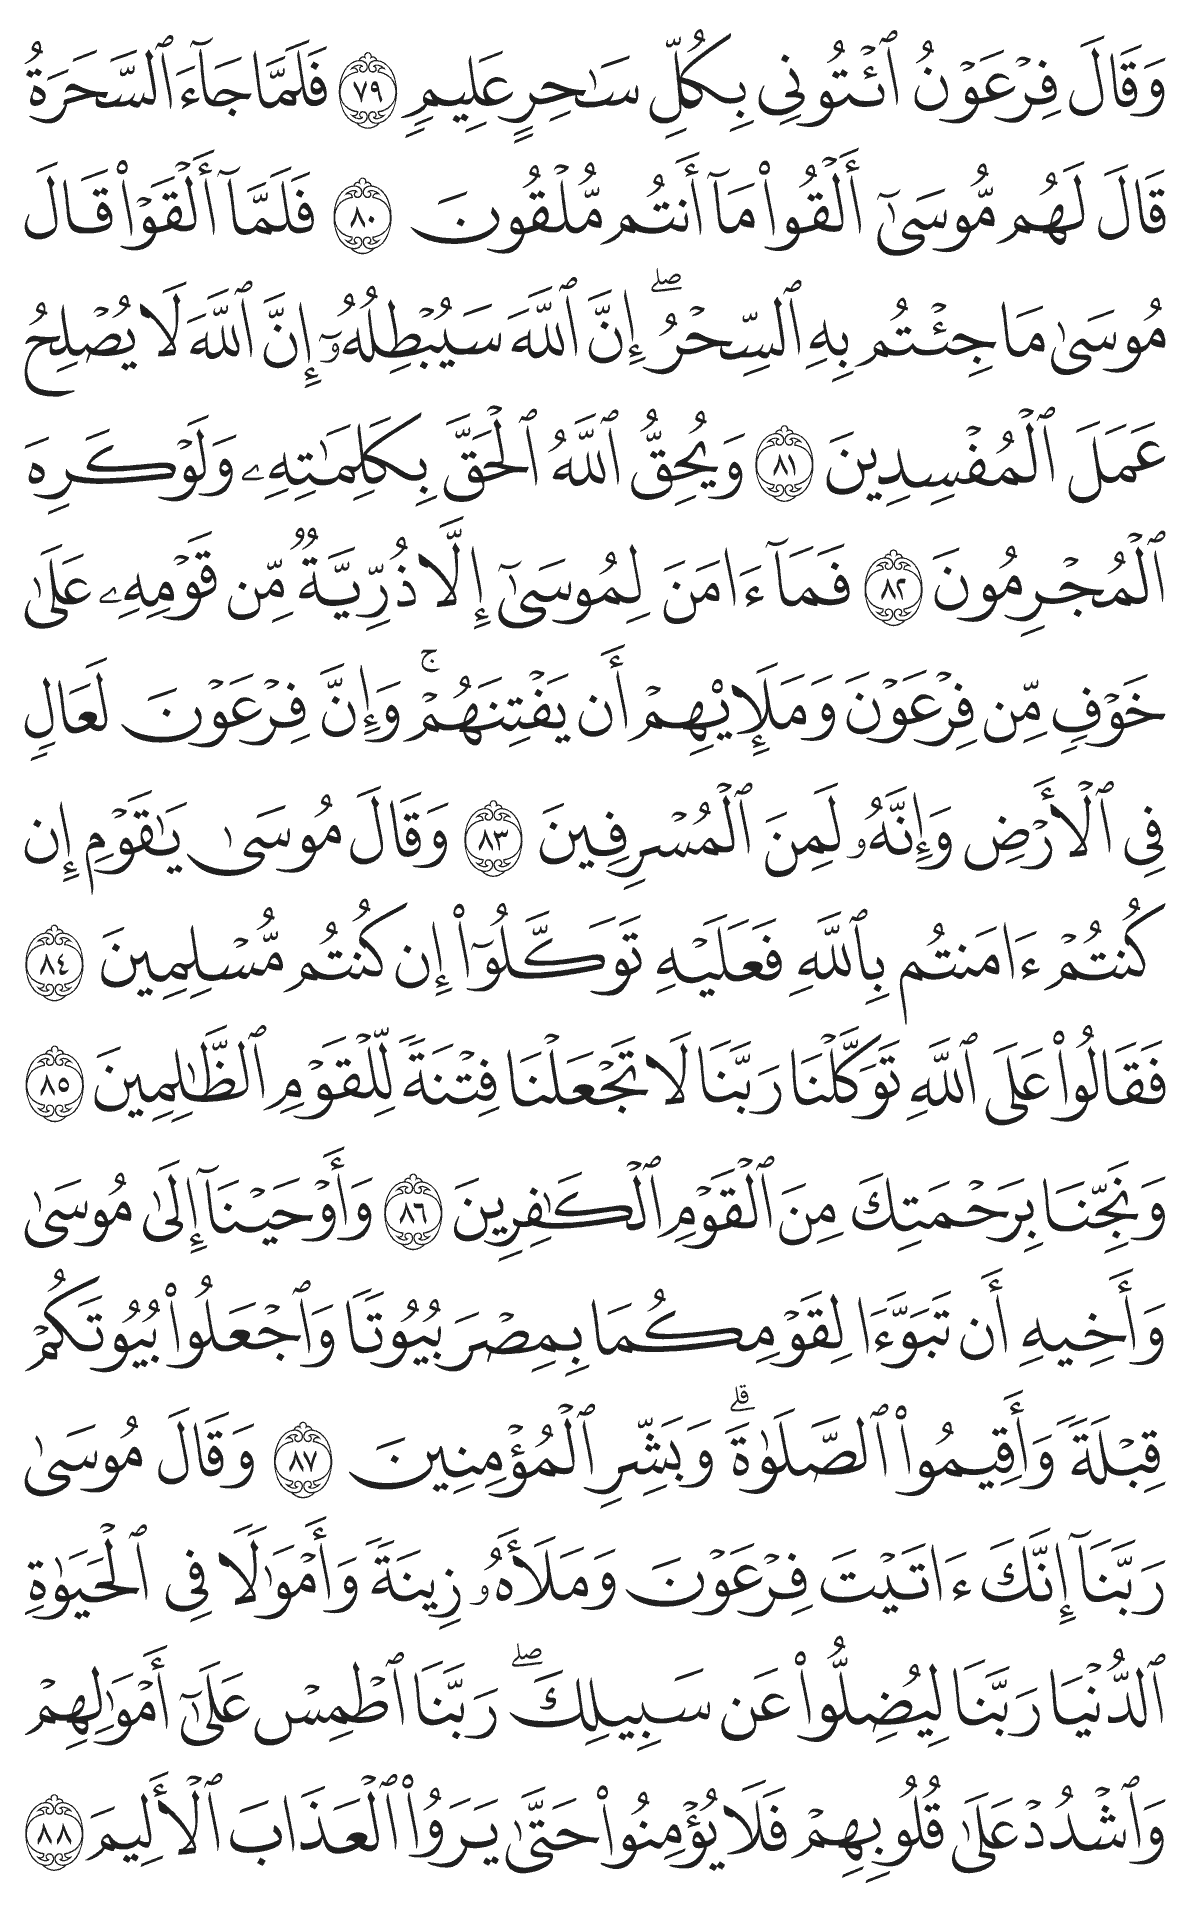 وَقَالَ فِرْعَوْنُ ٱئْتُونِى بِكُلِّ سَـٰحِرٍ عَلِيمٍۢ ٧٩ فَلَمَّا جَآءَ ٱلسَّحَرَةُ
قَالَ لَهُم مُّوسَىٰٓ أَلْقُوا۟ مَآ أَنتُم مُّلْقُونَ ٨٠ فَلَمَّآ أَلْقَوْا۟ قَالَ
مُوسَىٰ مَا جِئْتُم بِهِ ٱلسِّحْرُ ۖ إِنَّ ٱللَّهَ سَيُبْطِلُهُۥٓ إِنَّ ٱللَّهَ لَا يُصْلِحُ
عَمَلَ ٱلْمُفْسِدِينَ ٨١ وَيُحِقُّ ٱللَّهُ ٱلْحَقَّ بِكَلِمَـٰتِهِۦ وَلَوْ كَرِهَ
ٱلْمُجْرِمُونَ ٨٢ فَمَآ ءَامَنَ لِمُوسَىٰٓ إِلَّا ذُرِّيَّةٌۭ مِّن قَوْمِهِۦ عَلَىٰ
خَوْفٍۢ مِّن فِرْعَوْنَ وَمَلَإِي۟هِمْ أَن يَفْتِنَهُمْ ۚ وَإِنَّ فِرْعَوْنَ لَعَالٍۢ
فِى ٱلْأَرْضِ وَإِنَّهُۥ لَمِنَ ٱلْمُسْرِفِينَ ٨٣ وَقَالَ مُوسَىٰ يَـٰقَوْمِ إِن
كُنتُمْ ءَامَنتُم بِٱللَّهِ فَعَلَيْهِ تَوَكَّلُوٓا۟ إِن كُنتُم مُّسْلِمِينَ ٨٤
فَقَالُوا۟ عَلَى ٱللَّهِ تَوَكَّلْنَا رَبَّنَا لَا تَجْعَلْنَا فِتْنَةًۭ لِّلْقَوْمِ ٱلظَّـٰلِمِينَ ٨٥
وَنَجِّنَا بِرَحْمَتِكَ مِنَ ٱلْقَوْمِ ٱلْكَـٰفِرِينَ ٨٦ وَأَوْحَيْنَآ إِلَىٰ مُوسَىٰ
وَأَخِيهِ أَن تَبَوَّءَا لِقَوْمِكُمَا بِمِصْرَ بُيُوتًۭا وَٱجْعَلُوا۟ بُيُوتَكُمْ
قِبْلَةًۭ وَأَقِيمُوا۟ ٱلصَّلَوٰةَ ۗ وَبَشِّرِ ٱلْمُؤْمِنِينَ ٨٧ وَقَالَ مُوسَىٰ
رَبَّنَآ إِنَّكَ ءَاتَيْتَ فِرْعَوْنَ وَمَلَأَهُۥ زِينَةًۭ وَأَمْوَٰلًۭا فِى ٱلْحَيَوٰةِ
ٱلدُّنْيَا رَبَّنَا لِيُضِلُّوا۟ عَن سَبِيلِكَ ۖ رَبَّنَا ٱطْمِسْ عَلَىٰٓ أَمْوَٰلِهِمْ
وَٱشْدُدْ عَلَىٰ قُلُوبِهِمْ فَلَا يُؤْمِنُوا۟ حَتَّىٰ يَرَوُا۟ ٱلْعَذَابَ ٱلْأَلِيمَ ٨٨